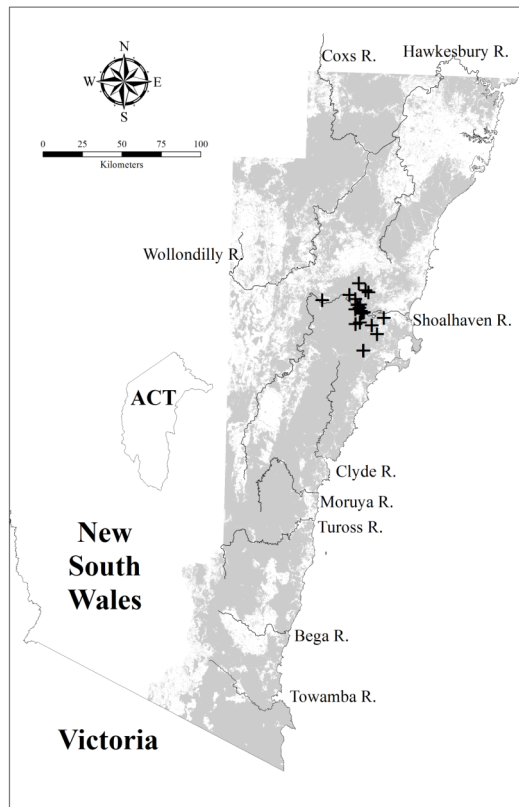 Coxs R.
Hawkesbury R.
N
W E
S
0 25 50 75 100
Kilometers
Wollondilly R.
Shoalhaven R.
ACT
Clyde R.
Moruya R.
Tuross R.
New
South
Wales
Bega R.
Towamba R.
Victoria